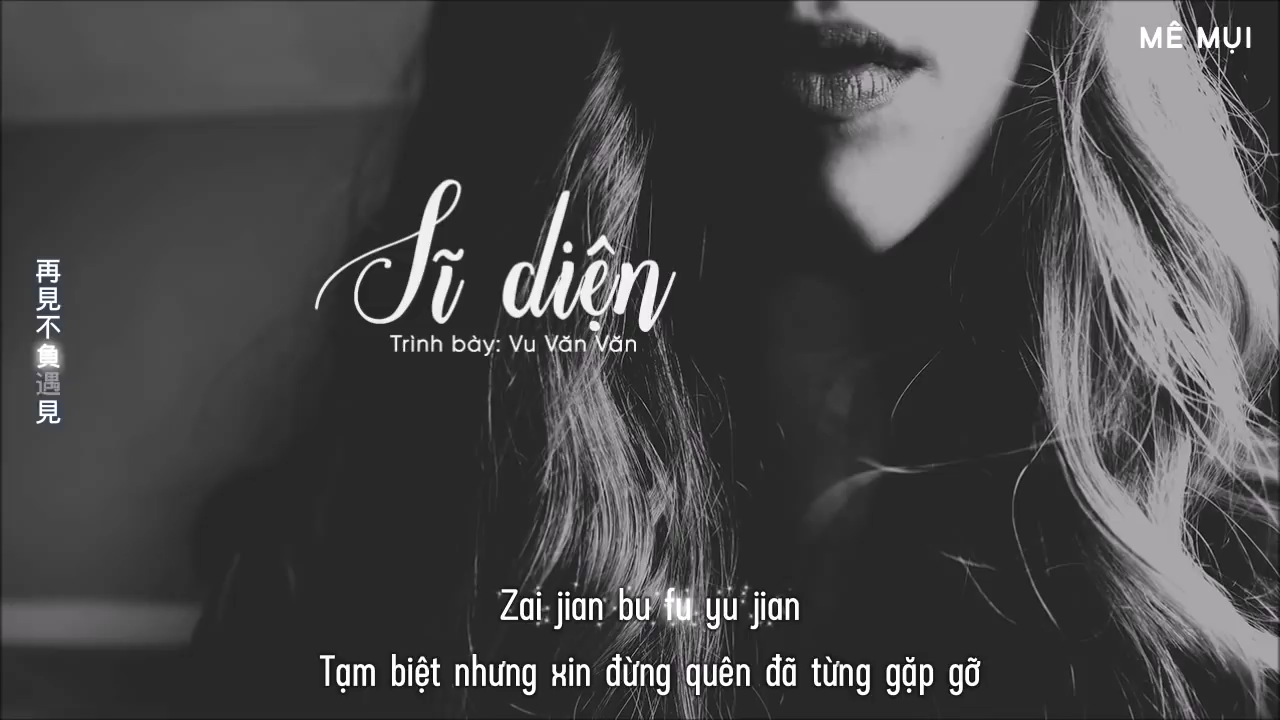 MÊ MỤI
Sĩ diện
Trình bày: Vu Văn Văn
再見不負遇見
Zai jian bu fu yu jian
Tạm biệt nhưng xin đừng quên đã từng gặp gỡ